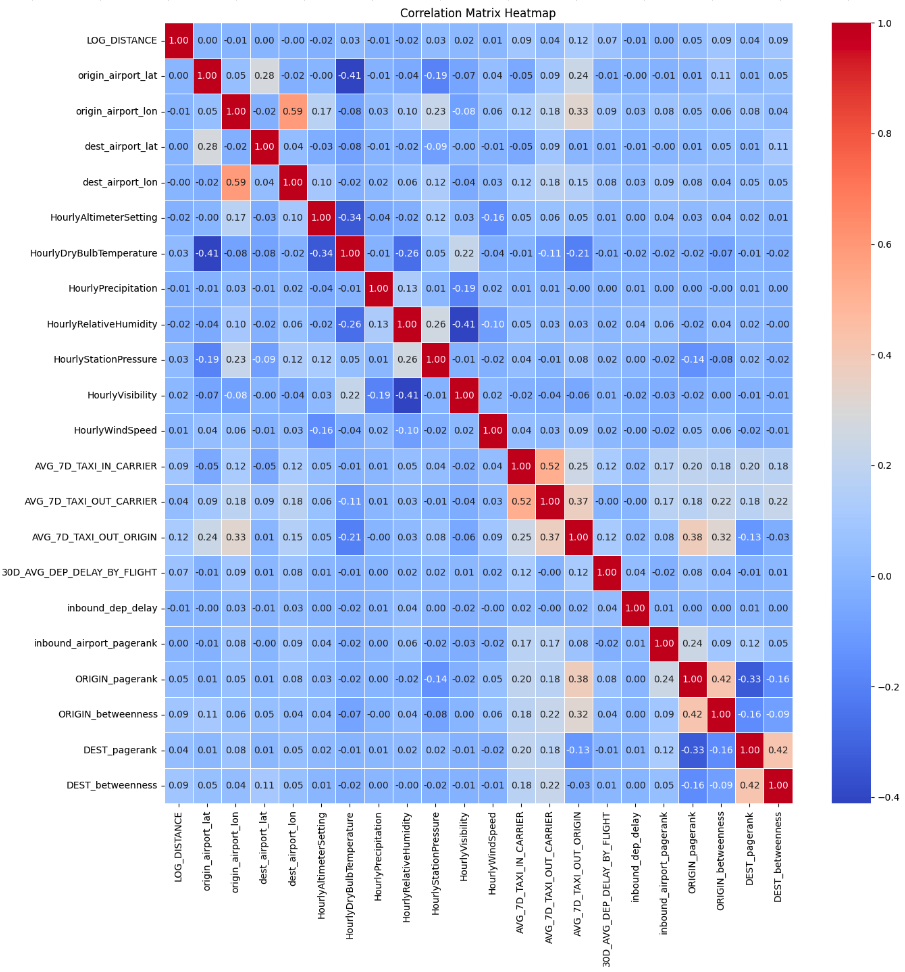 Correlation Matrix Heatmap
LOG_DISTANCE 1.00 0.00 -0.01 0.00 -0.00 -0.02 0.03 -0.01 -0.02 0.03 0.02 0.01 0.09 0.04 0.12 0.07 -0.01 0.00 0.05 0.09 0.04 0.09
origin_airport_lat 0.00 1.00 0.05 0.28 -0.02 -0.00 -0.41 -0.01 -0.04 -0.19 -0.07 0.04 -0.05 0.09 0.24 -0.01 -0.00 -0.01 0.01 0.11 0.01 0.05
origin_airport_lon -0.01 0.05 1.00 -0.02 0.59 0.17 -0.08 0.03 0.10 0.23 -0.08 0.06 0.12 0.18 0.33 0.09 0.03 0.08 0.05 0.06 0.08 0.04
dest_airport_lat 0.00 0.28 -0.02 1.00 0.04 -0.03 -0.08 -0.01 -0.02 -0.09 -0.00 -0.01 -0.05 0.09 0.01 0.01 -0.01 -0.00 0.01 0.05 0.01 0.11
dest_airport_lon -0.00 -0.02 0.59 0.04 1.00 0.10 -0.02 0.02 0.06 0.12 -0.04 0.03 0.12 0.18 0.15 0.08 0.03 0.09 0.08 0.04 0.05 0.05
HourlyAltimeterSetting -0.02 -0.00 0.17 -0.03 0.10 1.00 -0.34 -0.04 -0.02 0.12 0.03 -0.16 0.05 0.06 0.05 0.01 0.00 0.04 0.03 0.04 0.02 0.01
HourlyDryBulbTemperature 0.03 -0.41 -0.08 -0.08 -0.02 -0.34 1.00 -0.01 -0.26 0.05 0.22 -0.04 -0.01 -0.11 -0.21 -0.01 -0.02 -0.02 -0.02 -0.07 -0.01 -0.02
HourlyPrecipitation -0.01 -0.01 0.03 -0.01 0.02 -0.04 -0.01 1.00 0.13 0.01 -0.19 0.02 0.01 0.01 -0.00 0.00 0.01 0.00 0.00 -0.00 0.01 0.00
HourlyRelativeHumidity -0.02 -0.04 0.10 -0.02 0.06 -0.02 -0.26 0.13 1.00 0.26 -0.41 -0.10 0.05 0.03 0.03 0.02 0.04 0.06 -0.02 0.04 0.02 -0.00
HourlyStationPressure 0.03 -0.19 0.23 -0.09 0.12 0.12 0.05 0.01 0.26 1.00 -0.01 -0.02 0.04 -0.01 0.08 0.02 0.00 -0.02 -0.14 -0.08 0.02 -0.02
HourlyVisibility 0.02 -0.07 -0.08 -0.00 -0.04 0.03 0.22 -0.19 -0.41 -0.01 1.00 0.02 -0.02 -0.04 -0.06 0.01 -0.02 -0.03 -0.02 0.00 -0.01 -0.01
HourlyWindSpeed 0.01 0.04 0.06 -0.01 0.03 -0.16 -0.04 0.02 -0.10 -0.02 0.02 1.00 0.04 0.03 0.09 0.02 0.00 -0.02 0.05 0.06 -0.02 -0.01
AVG_7D_TAXI_IN_CARRIER 0.09 -0.05 0.12 -0.05 0.12 0.05 -0.01 0.01 0.05 0.04 -0.02 0.04 1.00 0.52 0.25 0.12 0.02 0.17 0.20 0.18 0.20 0.18
AVG_7D_TAXI_OUT_CARRIER 0.04 0.09 0.18 0.09 0.18 0.06 -0.11 0.01 0.03 -0.01 -0.04 0.03 0.52 1.00 0.37 -0.00 -0.00 0.17 0.18 0.22 0.18 0.22
AVG_7D_TAXI_OUT_ORIGIN 0.12 0.24 0.33 0.01 0.15 0.05 -0.21 -0.00 0.03 0.08 -0.06 0.09 0.25 0.37 1.00 0.12 0.02 0.08 0.38 0.32 -0.13 -0.03
30D_AVG_DEP_DELAY_BY_FLIGHT 0.07 -0.01 0.09 0.01 0.08 0.01 -0.01 0.00 0.02 0.02 0.01 0.02 0.12 -0.00 0.12 1.00 0.04 -0.02 0.08 0.04 -0.01 0.01
inbound_dep_delay -0.01 -0.00 0.03 -0.01 0.03 0.00 -0.02 0.01 0.04 0.00 -0.02 0.00 0.02 -0.00 0.02 0.04 1.00 0.01 0.00 0.00 0.01 0.00
inbound_airport_pagerank 0.00 -0.01 0.08 -0.00 0.09 0.04 -0.02 0.00 0.06 -0.02 -0.03 -0.02 0.17 0.17 0.08 -0.02 0.01 1.00 0.24 0.09 0.12 0.05
ORIGIN_pagerank 0.05 0.01 0.05 0.01 0.08 0.03 -0.02 0.00 -0.02 -0.14 -0.02 0.05 0.20 0.18 0.38 0.08 0.00 0.24 1.00 0.42 -0.33 -0.16
ORIGIN_betweenness 0.09 0.11 0.06 0.05 0.04 0.04 -0.07 -0.00 0.04 -0.08 0.00 0.06 0.18 0.22 0.32 0.04 0.00 0.09 0.42 1.00 -0.16 -0.09
DEST_pagerank 0.04 0.01 0.08 0.01 0.05 0.02 -0.01 0.01 0.02 0.02 -0.01 -0.02 0.20 0.18 -0.13 -0.01 0.01 0.12 -0.33 -0.16 1.00 0.42
DEST_betweenness 0.09 0.05 0.04 0.11 0.05 0.01 -0.02 0.00 -0.00 -0.02 -0.01 -0.01 0.18 0.22 -0.03 0.01 0.00 0.05 -0.16 -0.09 0.42 1.00
LOG_DISTANCE
origin_airport_lat
origin_airport_lon
dest_airport_lat
dest_airport_lon
HourlyAltimeterSetting
HourlyDryBulbTemperature
HourlyPrecipitation
HourlyRelativeHumidity
HourlyStationPressure
HourlyVisibility
HourlyWindSpeed
AVG_7D_TAXI_IN_CARRIER
AVG_7D_TAXI_OUT_CARRIER
AVG_7D_TAXI_OUT_ORIGIN
30D_AVG_DEP_DELAY_BY_FLIGHT
inbound_dep_delay
inbound_airport_pagerank
ORIGIN_pagerank
ORIGIN_betweenness
DEST_pagerank
DEST_betweenness
1.0
0.8
0.6
0.4
0.2
0.0
−0.2
−0.4